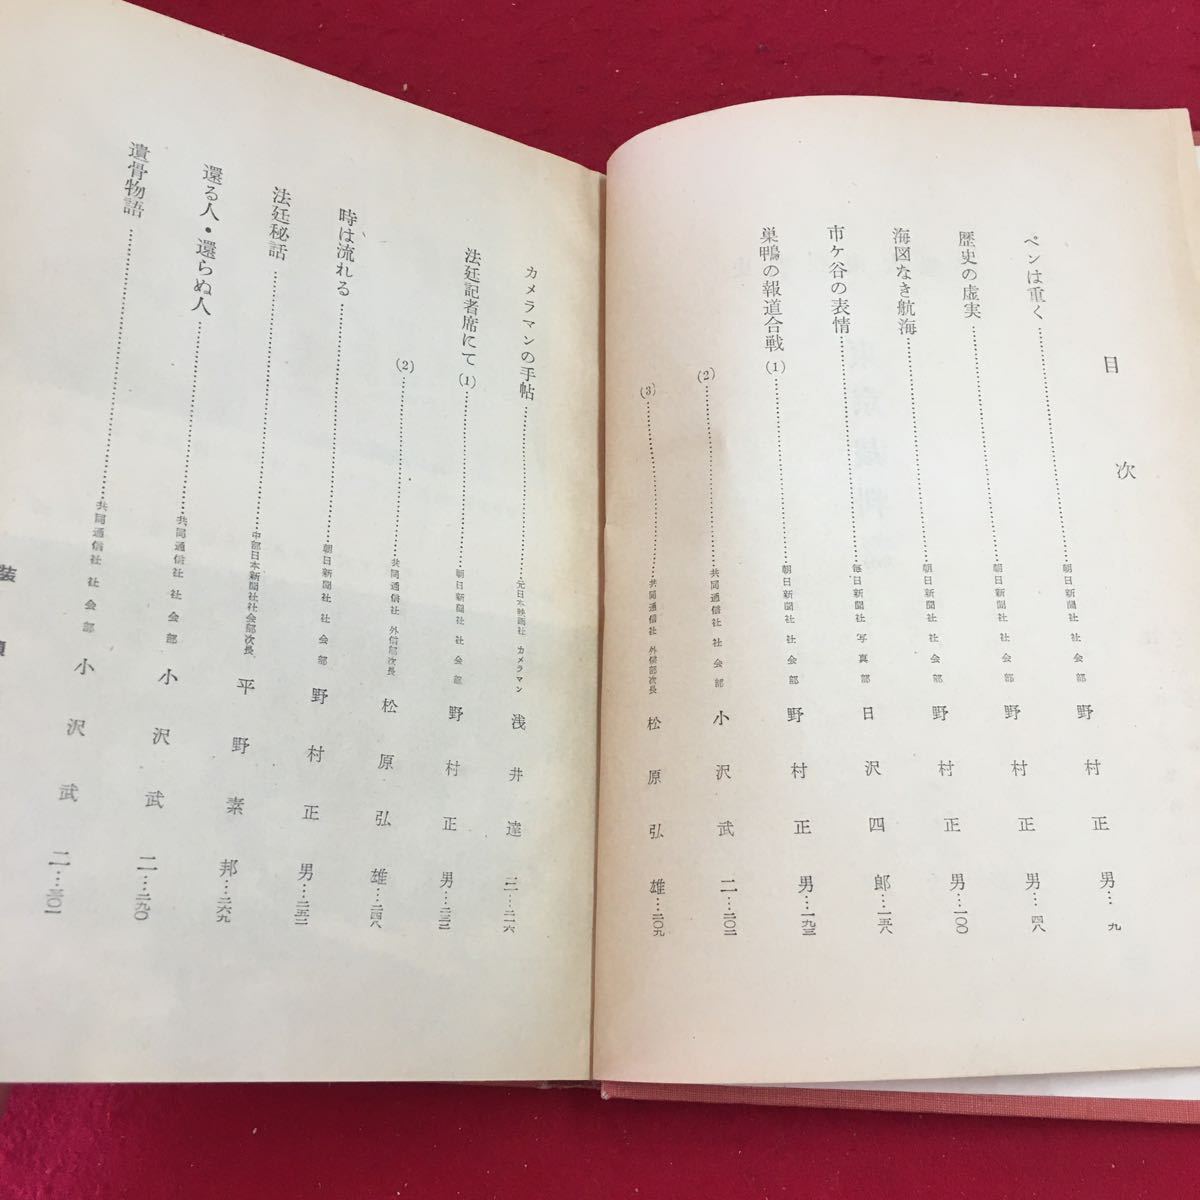 目次
ペンは重く……朝日新聞社 社会部 野村正男…九
歴史の虚実……朝日新聞社 社会部 野村正男…四八
海図なき航海……朝日新聞社 社会部 野村正男…一〇〇
市ケ谷の表情……毎日新聞社 写真部 日沢四郎…一五八
巣鴨の報道合戦(1)……朝日新聞社 社会部 野村正男…一九三
(2)……共同通信社 社会部 小沢武二…二〇二
(3)……共同通信社 外信部次長 松原弘雄…二〇九
カメラマンの手帖……元日本映画社 カメラマン 浅井達三…二一六
法廷記者席にて(1)……朝日新聞社 社会部 野村正男…二三二
(2)……共同通信社 外信部次長 松原弘雄…二四八
時は流れる……朝日新聞社 社会部 野村正男…二五二
法廷秘話……中部日本新聞社社会部次長 平野素邦…二六九
還る人・還らぬ人……共同通信社 社会部 小沢武二…二九〇
遺骨物語……共同通信社 社会部 小沢武二…三〇一
装